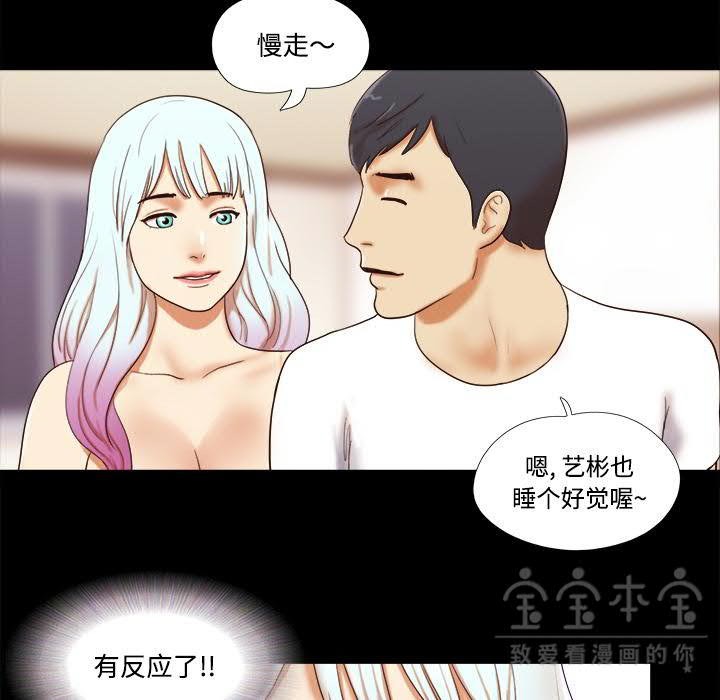 慢走～
嗯, 艺彬也
睡个好觉喔~
宝宝本宝
致爱看漫画的你
有反应了!!